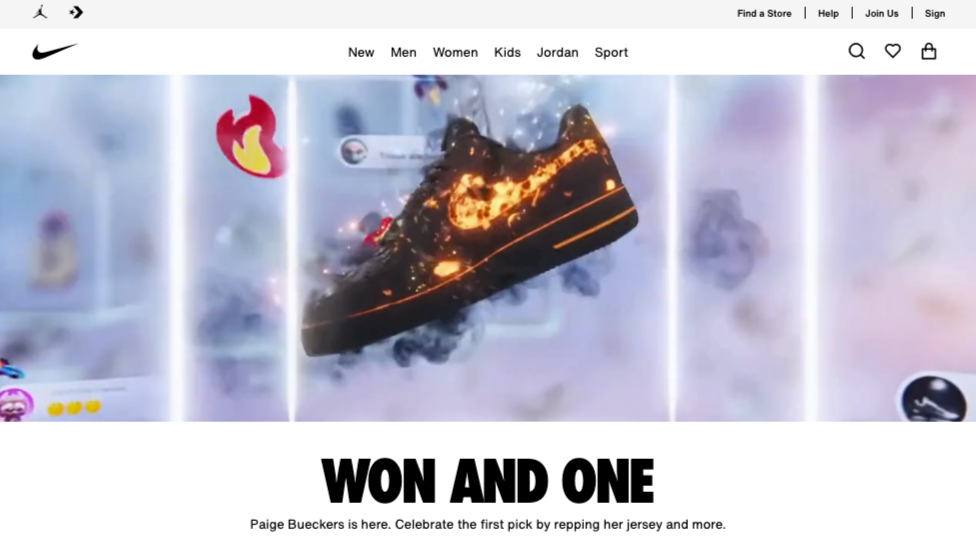 Find a Store | Help | Join Us | Sign
New Men Women Kids Jordan Sport
WON AND ONE
Paige Bueckers is here. Celebrate the first pick by repping her jersey and more.